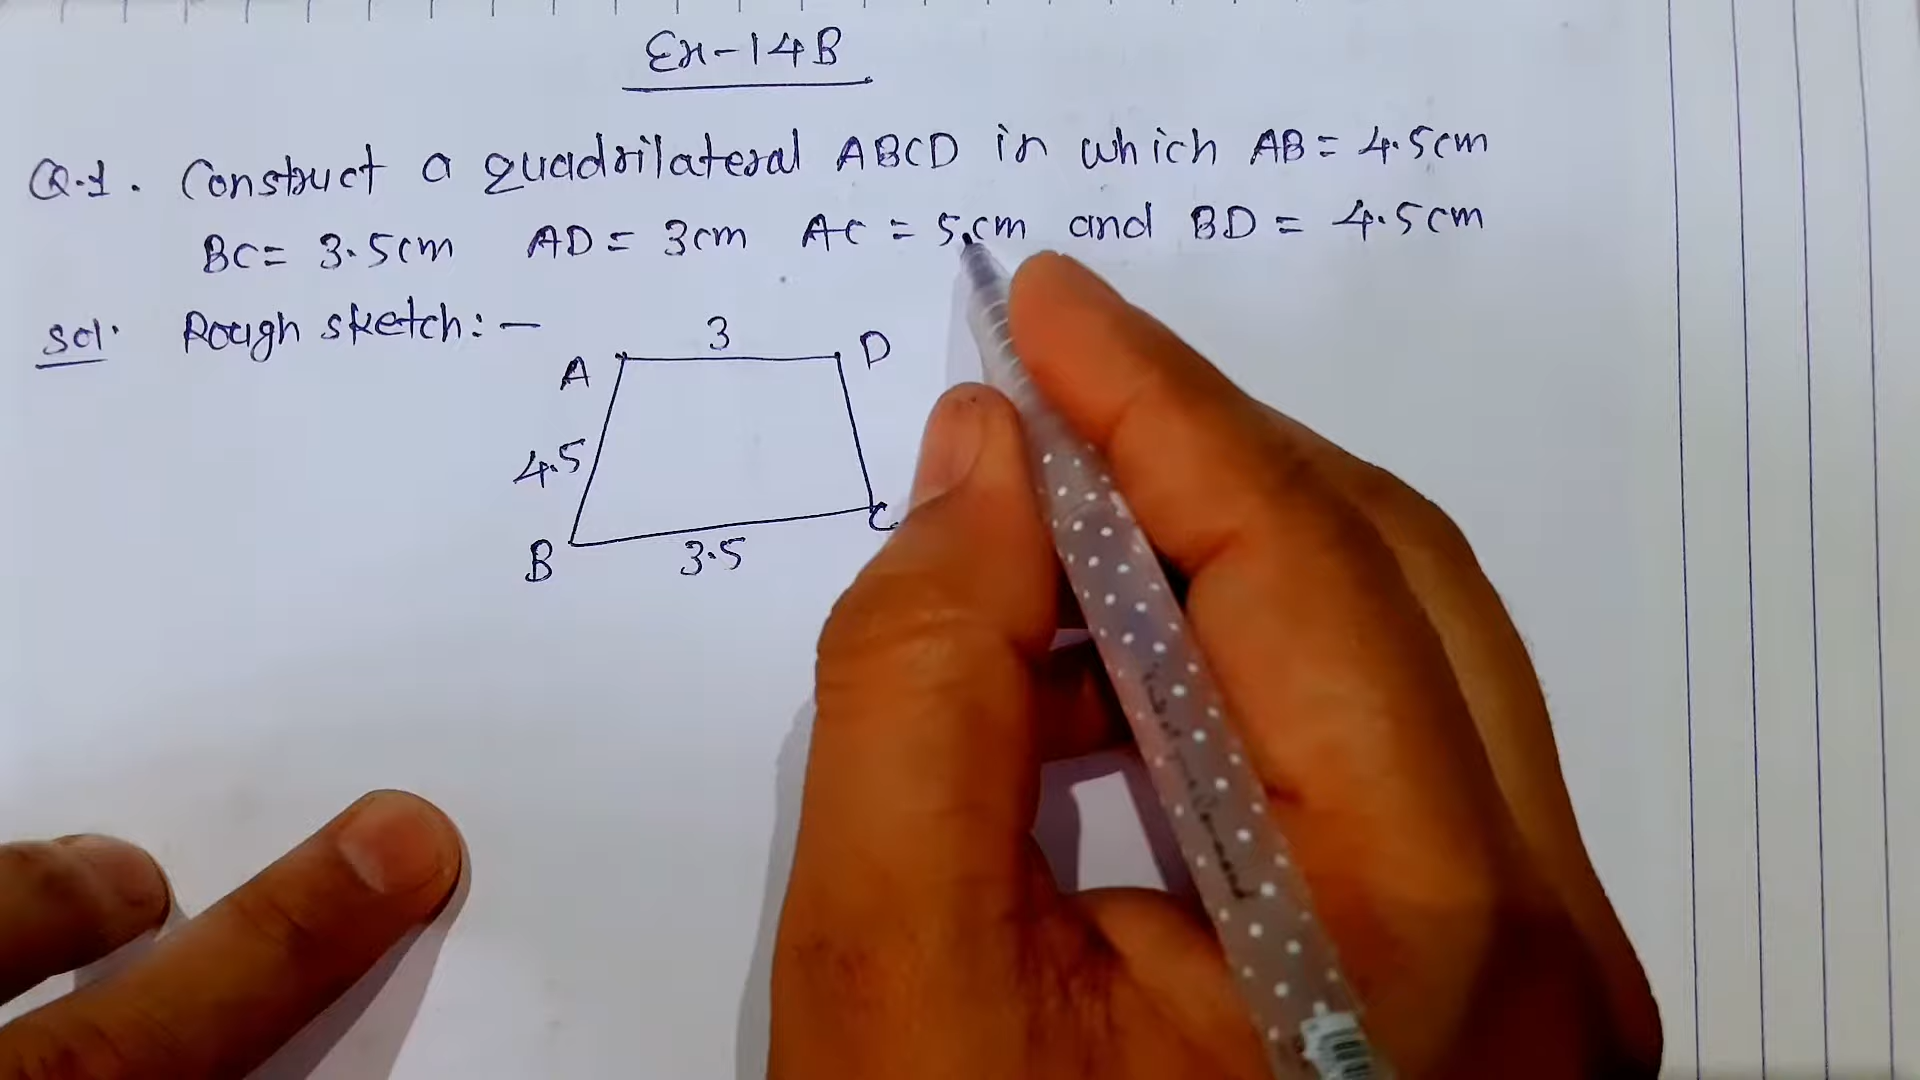 Ex-14B
Q.1. Construct a quadrilateral ABCD in which AB = 4.5cm
BC = 3.5cm AD = 3cm AC = 5cm and BD = 4.5cm
Sol. Rough sketch:-
3
A D
4.5
B 3.5 C